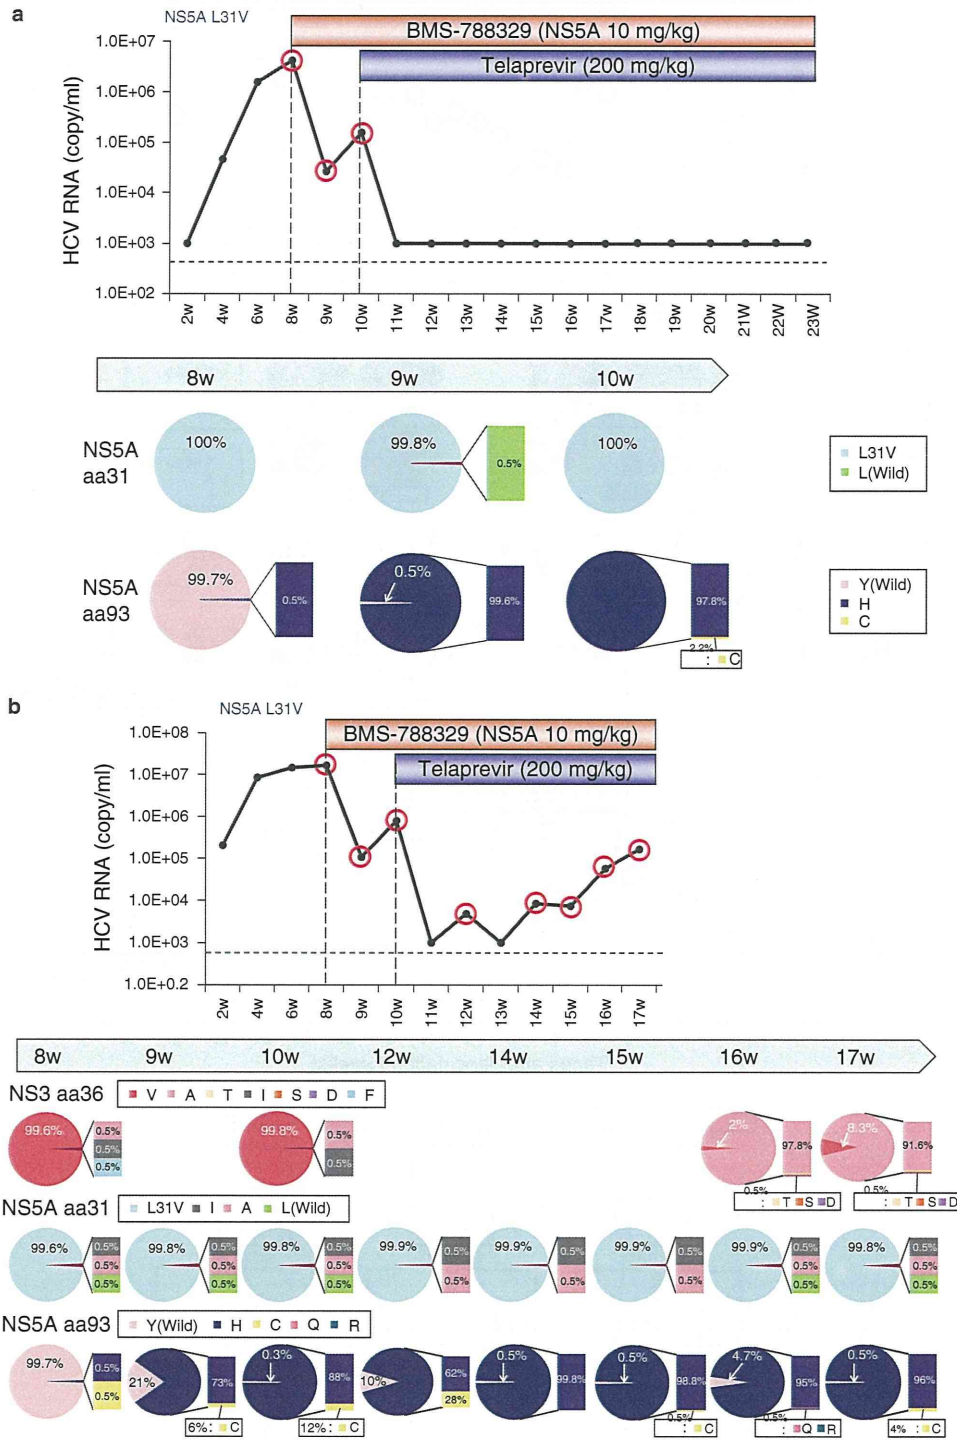 a
NS5A L31V
BMS-788329 (NS5A 10 mg/kg)
Telaprevir (200 mg/kg)
HCV RNA (copy/ml)
1.0E+07
1.0E+06
1.0E+05
1.0E+04
1.0E+03
1.0E+02
2w 4w 6w 8w 9w 10w 11w 12w 13w 14w 15w 16w 17w 18w 19w 20w 21W 22W 23W
8w 9w 10w
NS5A aa31
100% 99.8% 0.5% 100%
L31V
L(Wild)
NS5A aa93
99.7% 0.5% 0.5% 99.6% 97.8%
2.2%
: C
Y(Wild)
H
C
b
NS5A L31V
BMS-788329 (NS5A 10 mg/kg)
Telaprevir (200 mg/kg)
HCV RNA (copy/ml)
1.0E+08
1.0E+07
1.0E+06
1.0E+05
1.0E+04
1.0E+03
1.0E+0.2
2w 4w 6w 8w 9w 10w 11w 12w 13w 14w 15w 16w 17w
8w 9w 10w 12w 14w 15w 16w 17w
NS3 aa36 V A T I S D F
99.6% 0.5% 0.5% 0.5% 99.8% 0.5% 0.5% 2% 97.8% 8.3% 91.6%
0.5% 0.5%
: T S D : T S D
NS5A aa31 L31V I A L(Wild)
99.6% 0.5% 0.5% 0.5% 99.8% 0.5% 0.5% 0.5% 99.8% 0.5% 0.5% 0.5% 99.9% 0.5% 0.5% 99.9% 0.5% 0.5% 99.9% 0.5% 0.5% 99.9% 0.5% 0.5% 0.5% 99.8% 0.5% 0.5% 0.5%
NS5A aa93 Y(Wild) H C Q R
99.7% 0.5% 0.5% 21% 73% 0.3% 88% 10% 62% 28% 0.5% 99.8% 0.5% 98.8% 4.7% 95% 0.5% 96%
6% : C 12% : C 0.5% : C 0.5% : Q R 4% : C